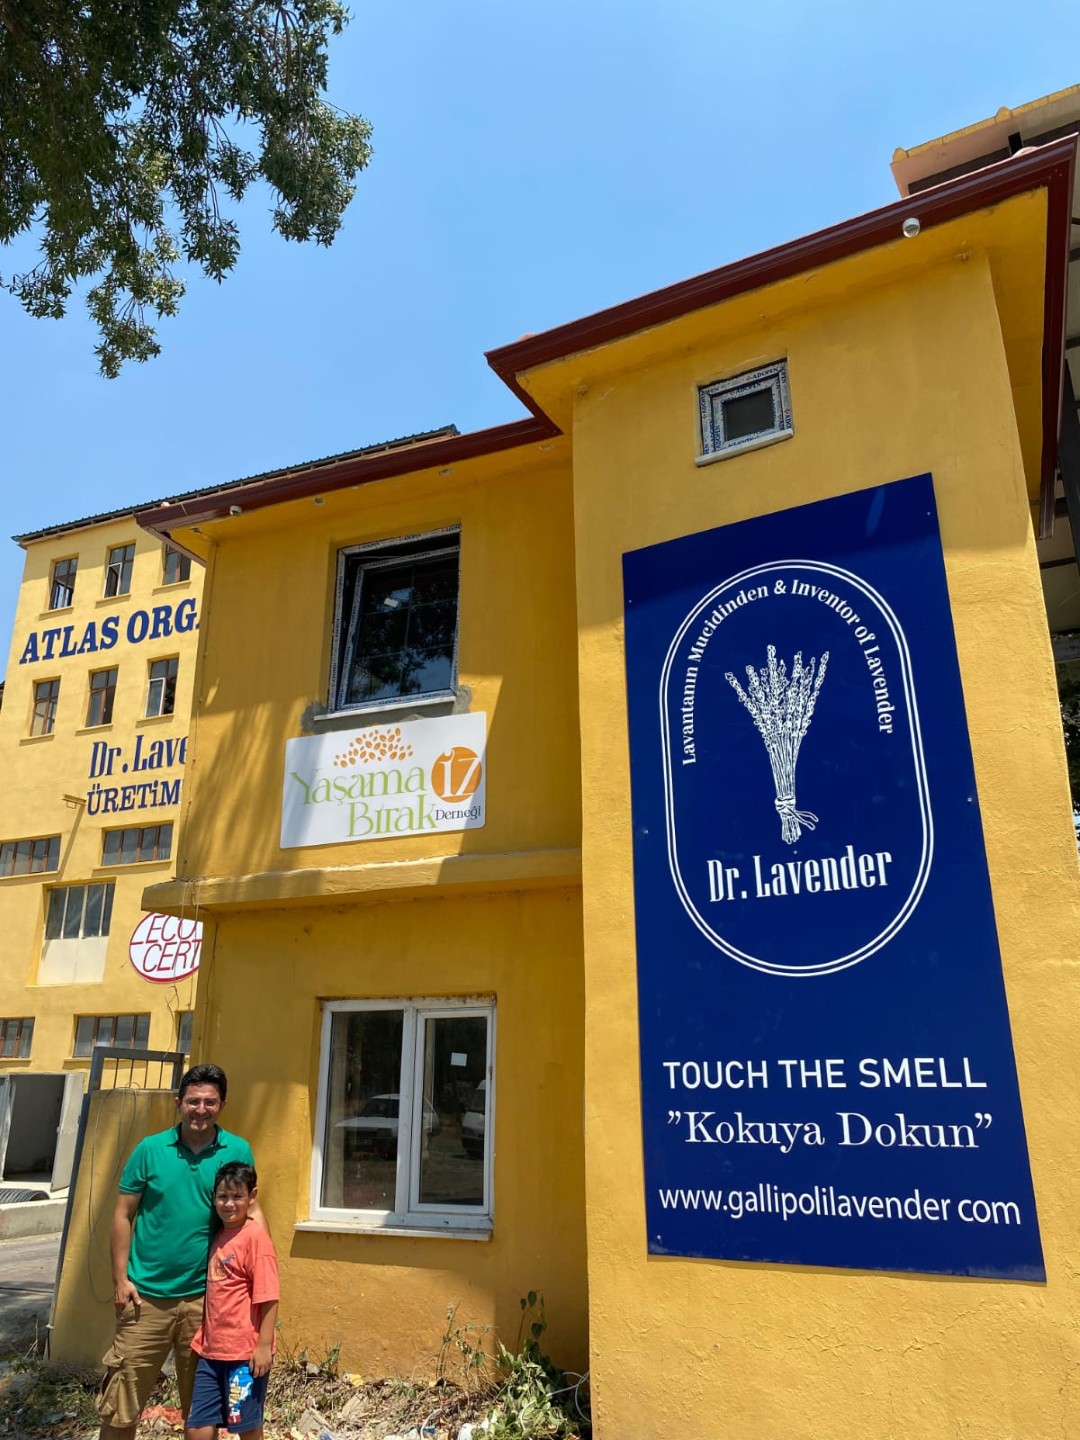 ADOPEN
ATLAS ORG
Dr. Lave
ÜRETİM
ECO
CERT
Yaşama
Bırak
İZ
Derneği
Lavantanın Mucidinden & Inventor of Lavender
Dr. Lavender
TOUCH THE SMELL
"Kokuya Dokun"
www.gallipolilavender.com